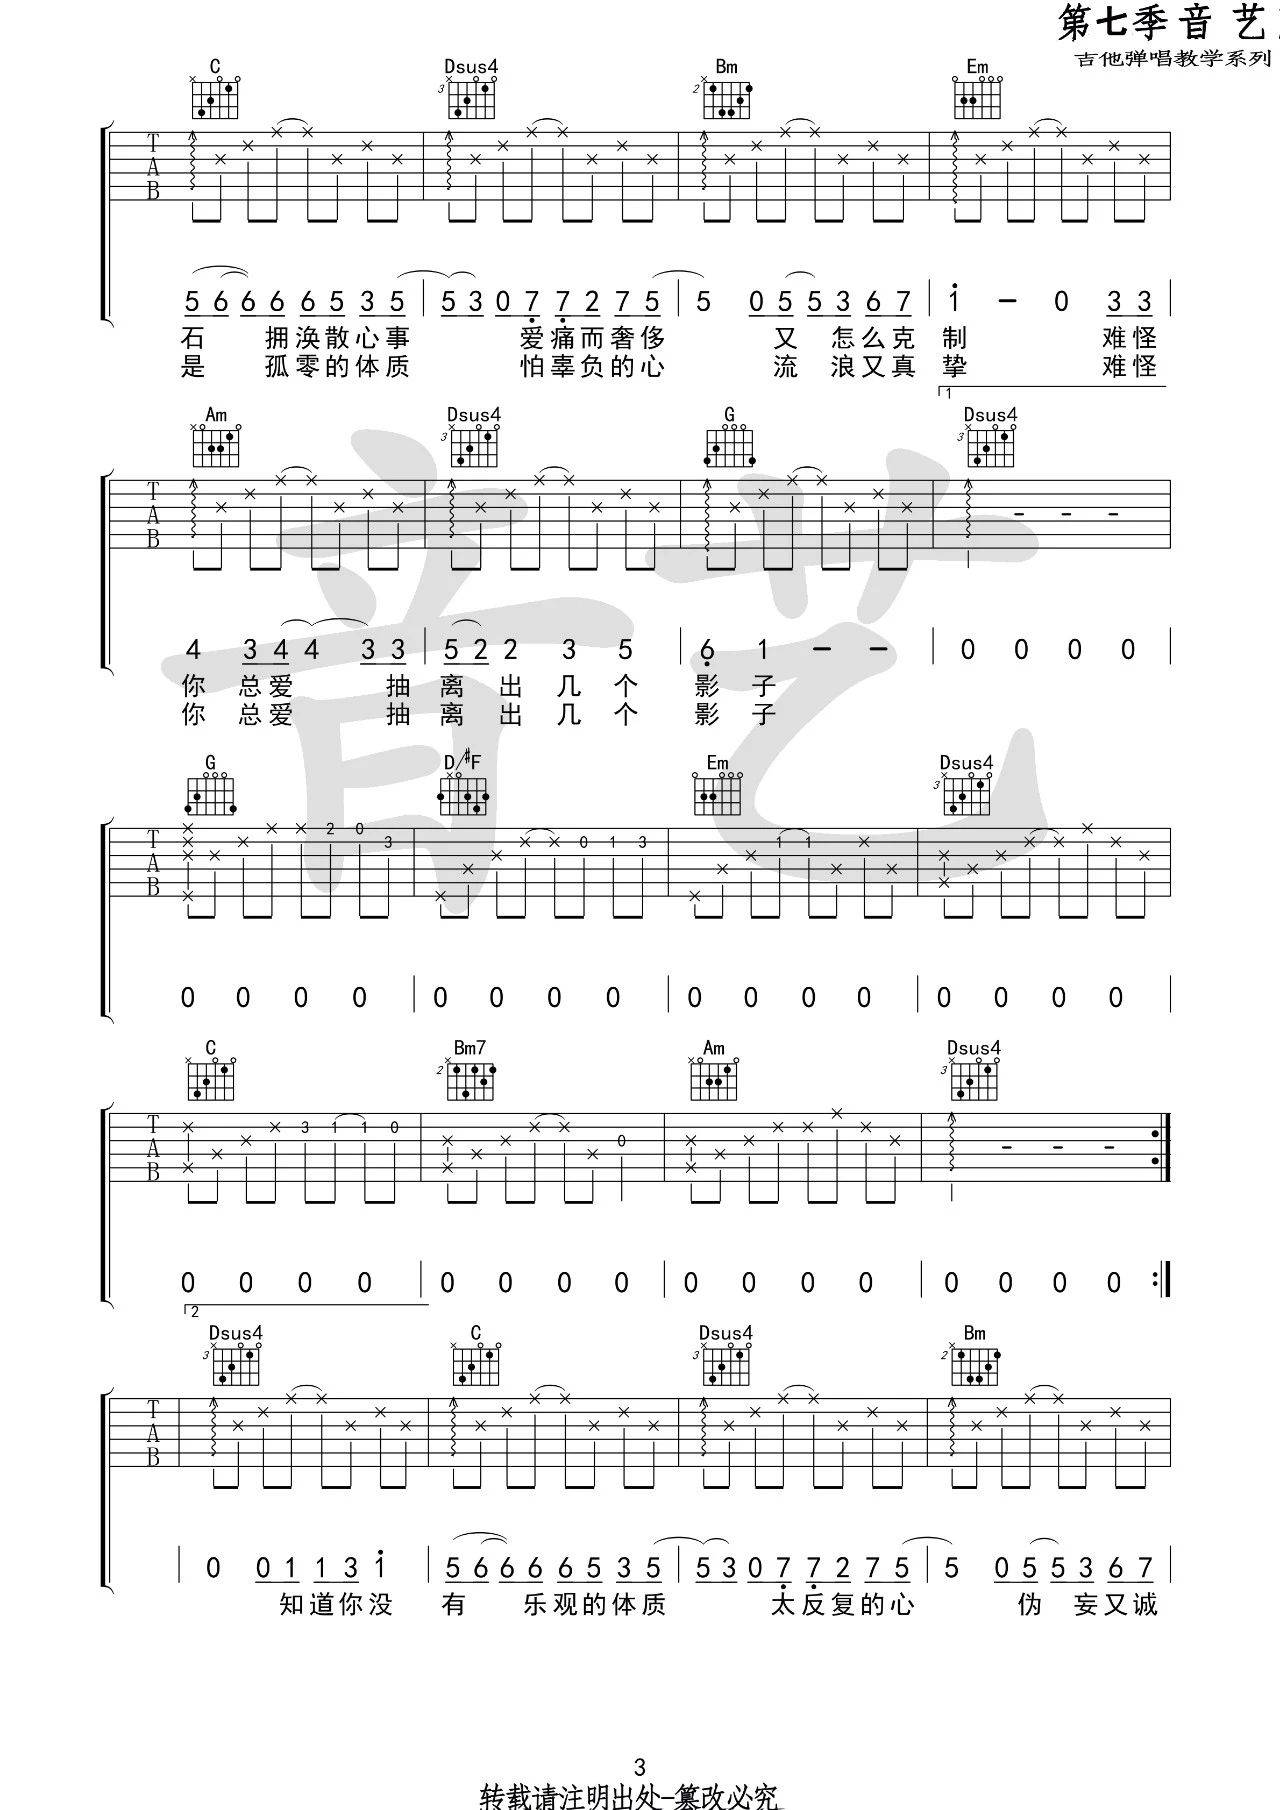 第七季音艺
吉他弹唱教学系列
C Dsus4 Bm Em
3 2
T
A
B
5 6 6 6 6 5 3 5 5 3 0 7 7 2 7 5 5 0 5 5 3 6 7 1 - 0 3 3
石 拥涣散心事 爱痛而奢侈 又 怎么克 制 难怪
是 孤零的体质 怕辜负的心 流 浪又真 挚 难怪
1
Am Dsus4 G Dsus4
3 3
T
A
B
- - -
4 3 4 4 3 3 5 2 2 3 5 6 1 - - 0 0 0 0
你 总爱 抽 离 出 几 个 影 子
你 总爱 抽 离 出 几 个 影 子
音艺
G D/#F Em Dsus4
3
T
A
B
2 0 3 0 1 3 1 1
0 0 0 0 0 0 0 0 0 0 0 0 0 0 0 0
C Bm7 Am Dsus4
2 3
T
A
B
3 1 1 0 0 - - -
0 0 0 0 0 0 0 0 0 0 0 0 0 0 0 0
2
Dsus4 C Dsus4 Bm
3 3 2
T
A
B
0 0 1 1 3 1 5 6 6 6 6 5 3 5 5 3 0 7 7 2 7 5 5 0 5 5 3 6 7
知道你没 有 乐观的体质 太反复的心 伪 妄又诚
3
转载请注明出处-篡改必究